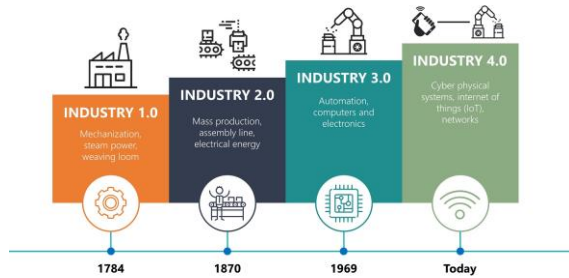 INDUSTRY 1.0
Mechanization,
steam power,
weaving loom
INDUSTRY 2.0
Mass production,
assembly line,
electrical energy
INDUSTRY 3.0
Automation,
computers and
electronics
INDUSTRY 4.0
Cyber physical
systems, internet of
things (IoT),
networks
1784
1870
1969
Today